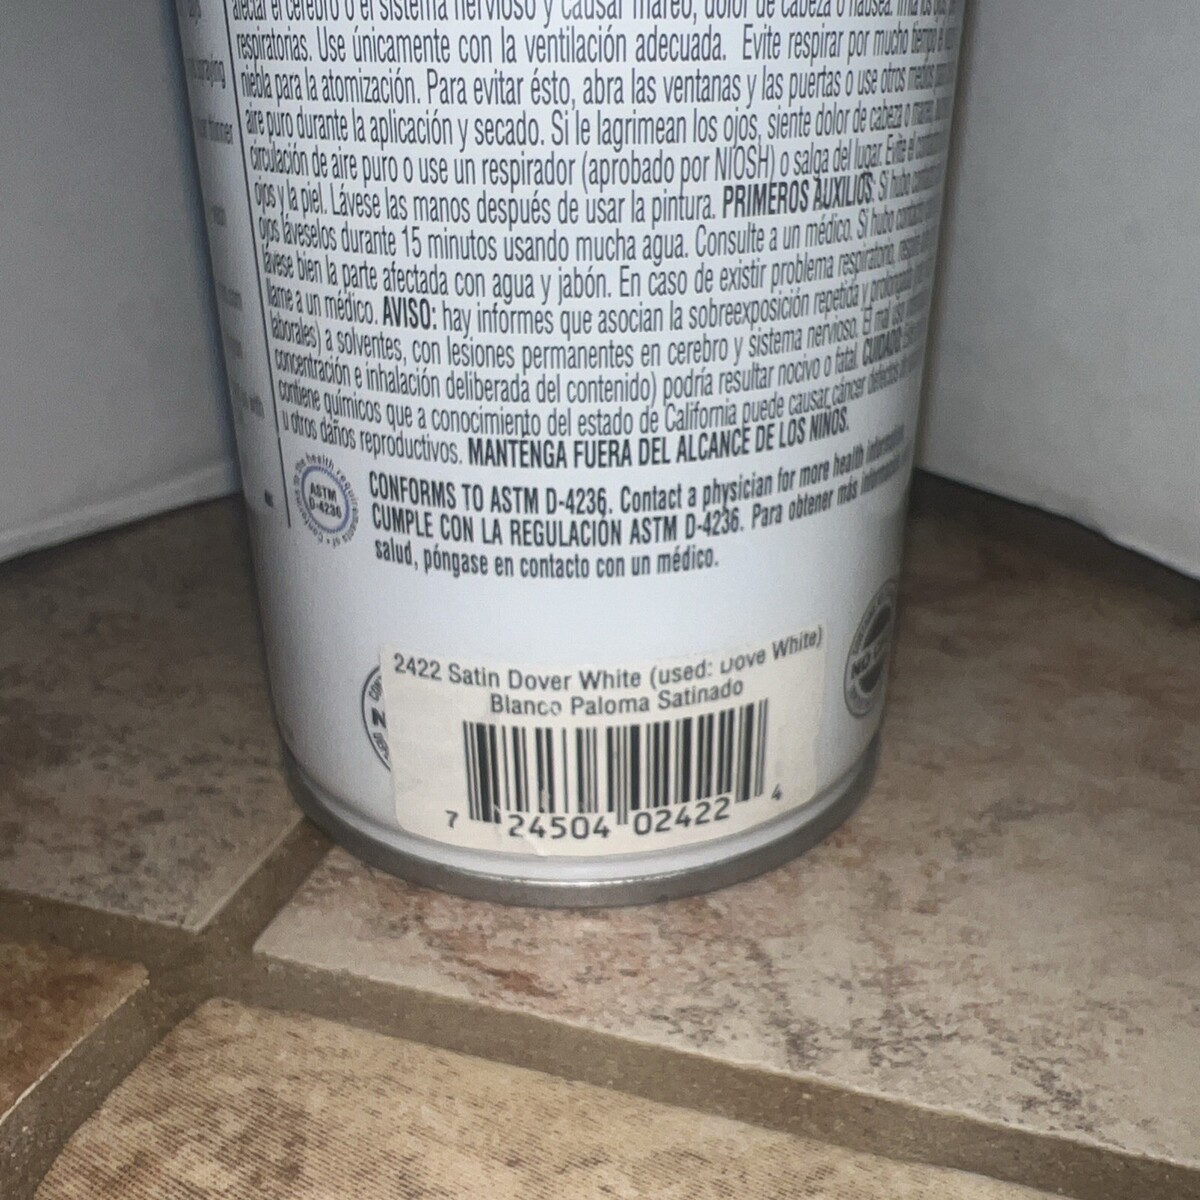 afectar el cerebro o el sistema nervioso y causar mareo, dolor de cabeza o náusea.
respiratorias. Use únicamente con la ventilación adecuada. Evite respirar por mucho tiempo
niebla para la atomización. Para evitar ésto, abra las ventanas y las puertas o use otros medios
aire puro durante la aplicación y secado. Si le lagrimean los ojos, siente dolor de cabeza o mareo,
circulación de aire puro o use un respirador (aprobado por NIOSH) o salga del lugar. Evite el
ojos y la piel. Lávese las manos después de usar la pintura. PRIMEROS AUXILIOS: Si hubo
ojos láveselos durante 15 minutos usando mucha agua. Consulte a un médico. Si hubo
lávese bien la parte afectada con agua y jabón. En caso de existir problema respiratorio,
llame a un médico. AVISO: hay informes que asocian la sobreexposición repetida y prolongada
laborales) a solventes, con lesiones permanentes en cerebro y sistema nervioso. El mal uso
concentración e inhalación deliberada del contenido) podría resultar nocivo o fatal. CUIDADO:
contiene químicos que a conocimiento del estado de California puede causar cáncer defectos
u otros daños reproductivos. MANTENGA FUERA DEL ALCANCE DE LOS NIÑOS.
ASTM
D-4236
CONFORMS TO ASTM D-4236. Contact a physician for more health information.
CUMPLE CON LA REGULACIÓN ASTM D-4236. Para obtener más
salud, póngase en contacto con un médico.
2422 Satin Dover White (used: Dove White)
Blanco Paloma Satinado
7 24504 02422 4